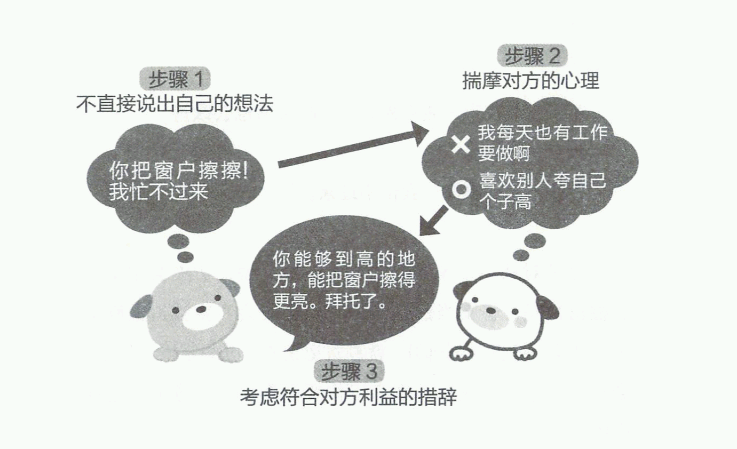 步骤 1
不直接说出自己的想法
你把窗户擦擦！
我忙不过来
步骤 2
揣摩对方的心理
× 我每天也有工作
要做啊
○ 喜欢别人夸自己
个子高
你能够到高的地
方，能把窗户擦得
更亮。拜托了。
步骤 3
考虑符合对方利益的措辞